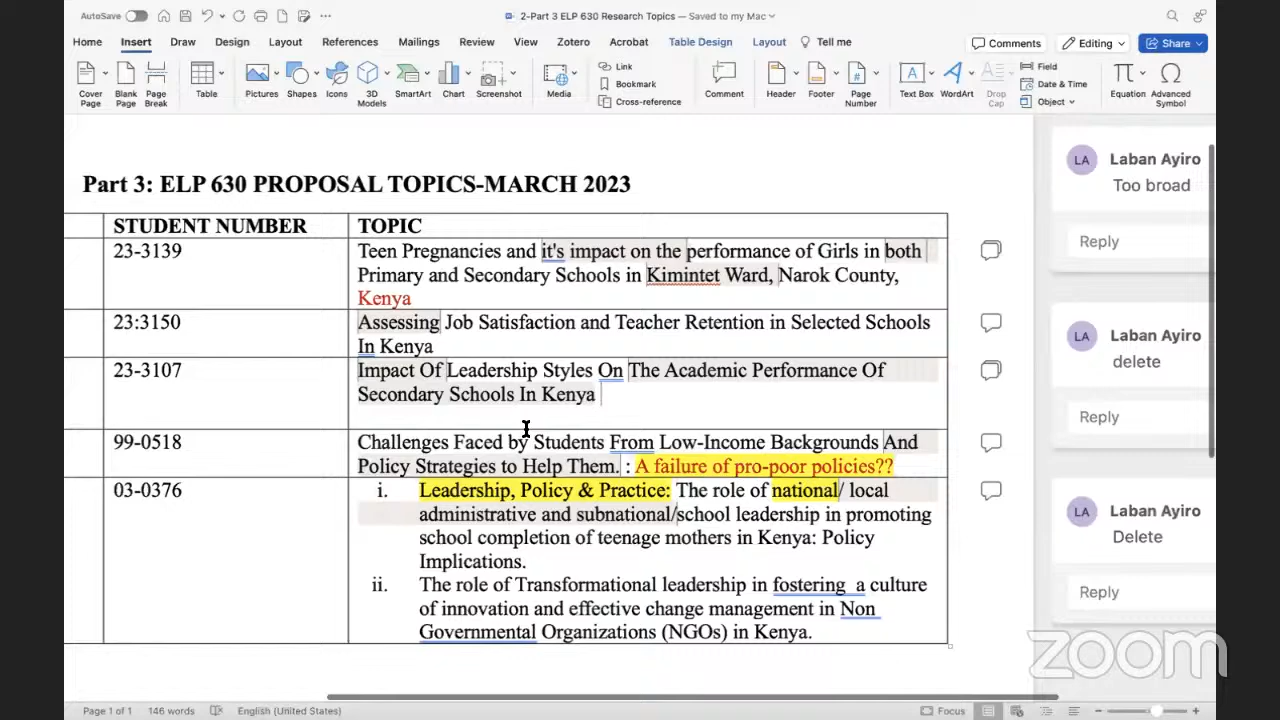 AutoSave
2-Part 3 ELP 630 Research Topics — Saved to my Mac
Home Insert Draw Design Layout References Mailings Review View Zotero Acrobat Table Design Layout Tell me Comments Editing Share
Cover Page
Blank Page
Page Break
Table
Pictures
Shapes
Icons
3D Models
SmartArt
Chart
Screenshot
Media
Link
Bookmark
Cross-reference
Comment
Header
Footer
Page Number
Text Box
WordArt
Drop Cap
Field
Date & Time
Object
Equation
Advanced Symbol
Part 3: ELP 630 PROPOSAL TOPICS-MARCH 2023
STUDENT NUMBER TOPIC
23-3139 Teen Pregnancies and it's impact on the performance of Girls in both
Primary and Secondary Schools in Kimintet Ward, Narok County,
Kenya
23:3150 Assessing Job Satisfaction and Teacher Retention in Selected Schools
In Kenya
23-3107 Impact Of Leadership Styles On The Academic Performance Of
Secondary Schools In Kenya
99-0518 Challenges Faced by Students From Low-Income Backgrounds And
Policy Strategies to Help Them. : A failure of pro-poor policies??
03-0376 i. Leadership, Policy & Practice: The role of national/ local
administrative and subnational/school leadership in promoting
school completion of teenage mothers in Kenya: Policy
Implications.
ii. The role of Transformational leadership in fostering a culture
of innovation and effective change management in Non
Governmental Organizations (NGOs) in Kenya.
LA Laban Ayiro
Too broad
Reply
LA Laban Ayiro
delete
Reply
LA Laban Ayiro
Delete
Reply
zoom
Page 1 of 1 146 words English (United States) Focus